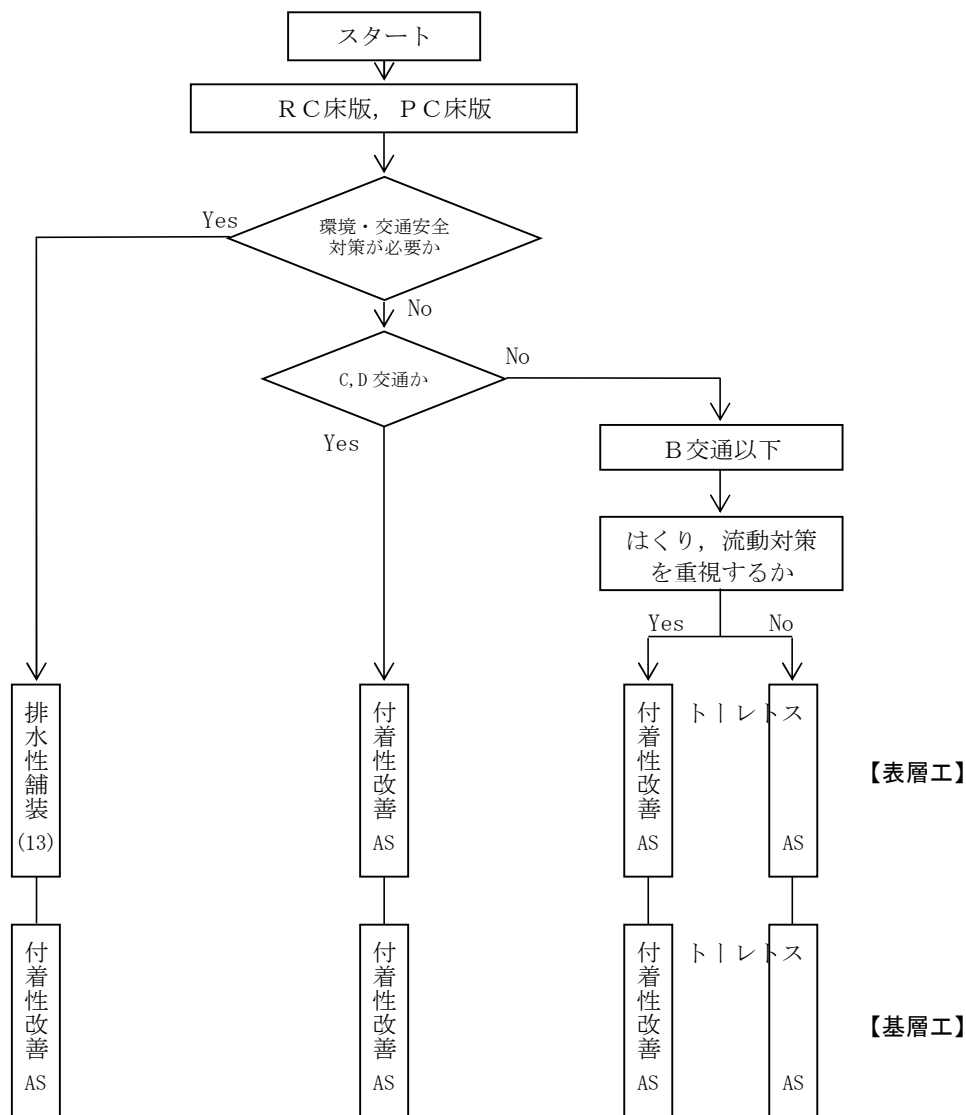 スタート
ＲＣ床版，ＰＣ床版
環境・交通安全
対策が必要か
Yes
No
C,D 交通か
No
Yes
Ｂ交通以下
はくり，流動対策
を重視するか
Yes
No
排水性舗装
(13)
付着性改善
AS
付着性改善
AS
ストレート
AS
【表層工】
付着性改善
AS
付着性改善
AS
付着性改善
AS
ストレート
AS
【基層工】